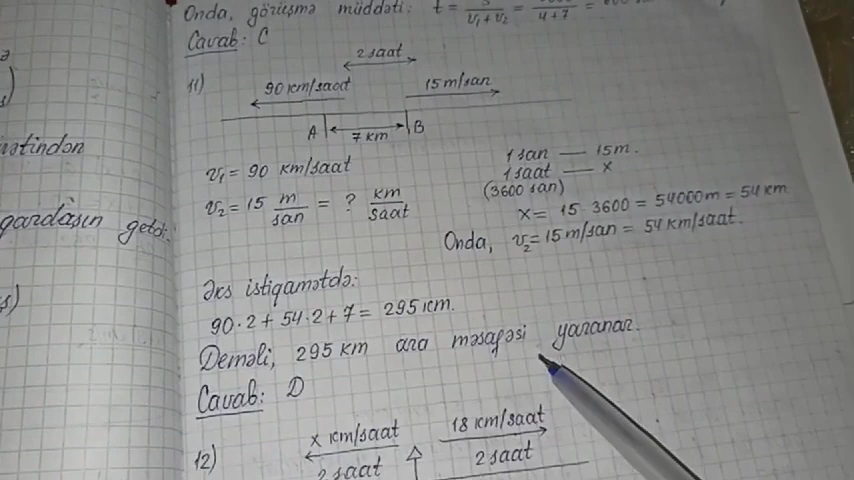 Onda, görüşmə müddəti: t = / v₁+v₂ = / 4+7 =
Cavab: C
2 saat
11) 90 km/saat 15 m/san
A 7 km B
v₁ = 90 km/saat
v₂ = 15 m/san = ? km/saat
1 san — 15 m.
1 saat — x
(3600 san)
x = 15·3600 = 54000 m = 54 km
Onda, v₂ = 15 m/san = 54 km/saat.
Əks istiqamətdə:
90·2 + 54·2 + 7 = 295 km.
Deməli, 295 km ara məsafəsi yaranar.
Cavab: D
12) x km/saat 18 km/saat
2 saat 2 saat